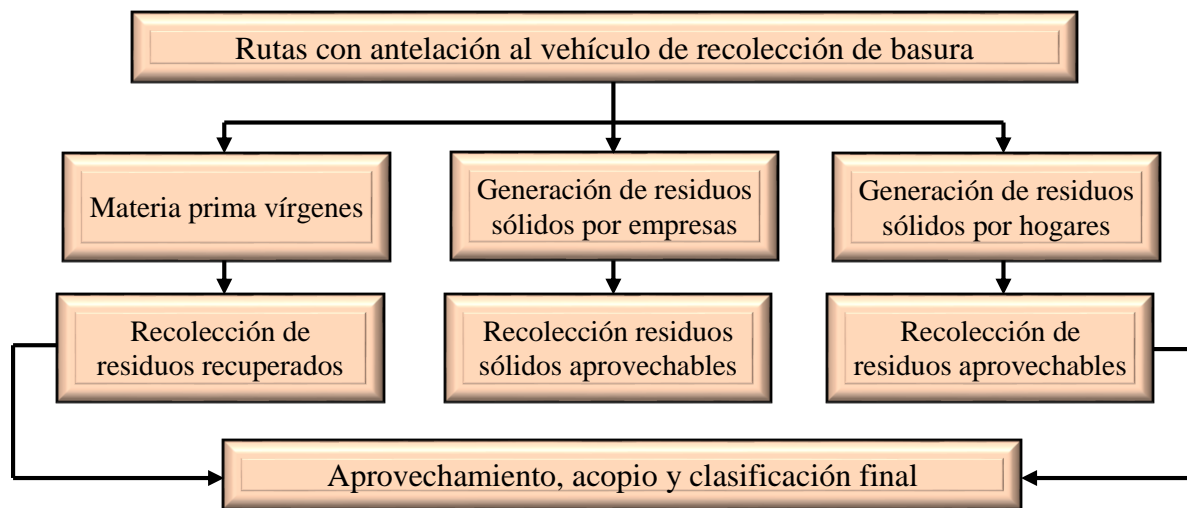 Rutas con antelación al vehículo de recolección de basura
Materia prima vírgenes
Generación de residuos
sólidos por empresas
Generación de residuos
sólidos por hogares
Recolección de
residuos recuperados
Recolección residuos
sólidos aprovechables
Recolección de
residuos aprovechables
Aprovechamiento, acopio y clasificación final